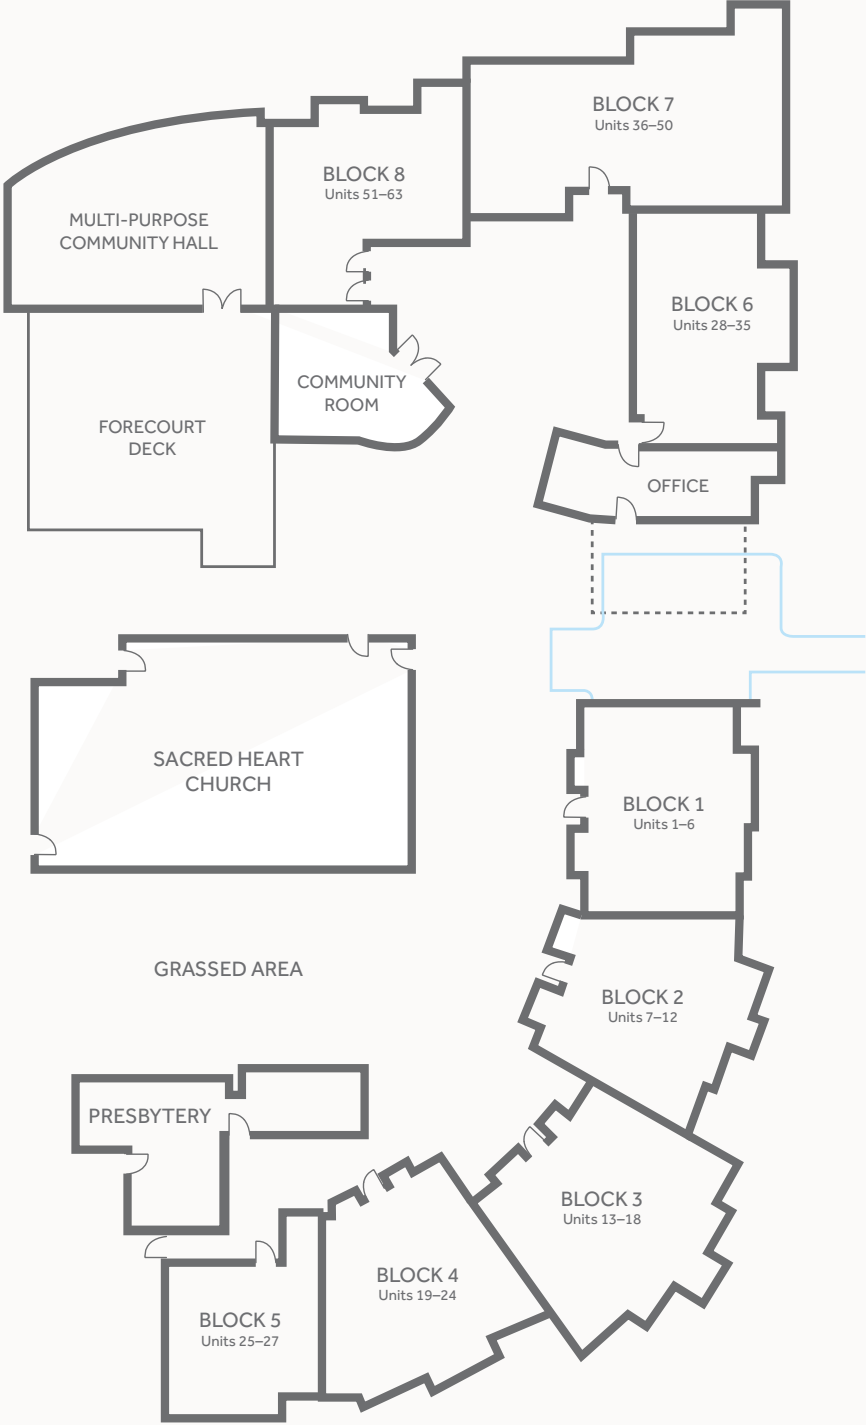 BLOCK 7
Units 36–50
BLOCK 8
Units 51–63
MULTI-PURPOSE
COMMUNITY HALL
BLOCK 6
Units 28–35
COMMUNITY
ROOM
FORECOURT
DECK
OFFICE
SACRED HEART
CHURCH
BLOCK 1
Units 1–6
GRASSED AREA
BLOCK 2
Units 7–12
PRESBYTERY
BLOCK 3
Units 13–18
BLOCK 4
Units 19–24
BLOCK 5
Units 25–27